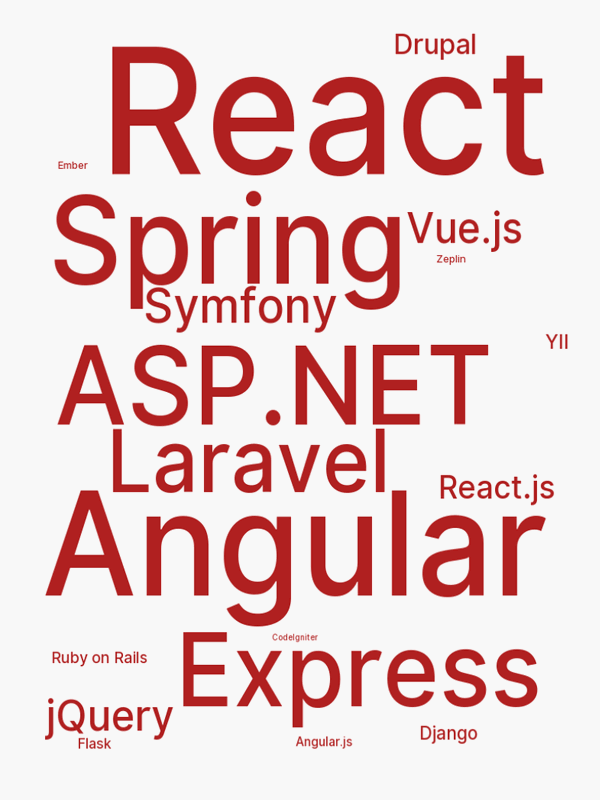 Drupal
React
Ember
Spring
Vue.js
Zeplin
Symfony
YII
ASP.NET
Laravel
React.js
Angular
CodeIgniter
Express
Ruby on Rails
jQuery
Django
Flask
Angular.js